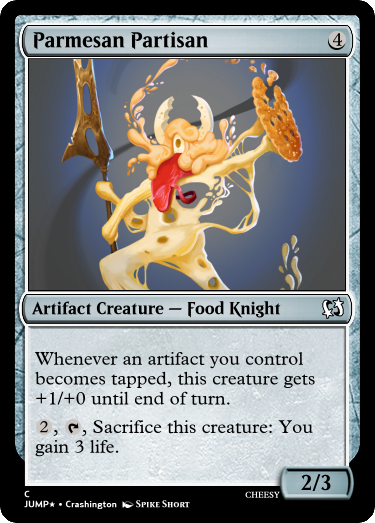 Parmesan Partisan 4
Artifact Creature — Food Knight
Whenever an artifact you control
becomes tapped, this creature gets
+1/+0 until end of turn.
2, , Sacrifice this creature: You
gain 3 life.
2/3
C CHEESY
JUMP★ • Crashington Spike Short